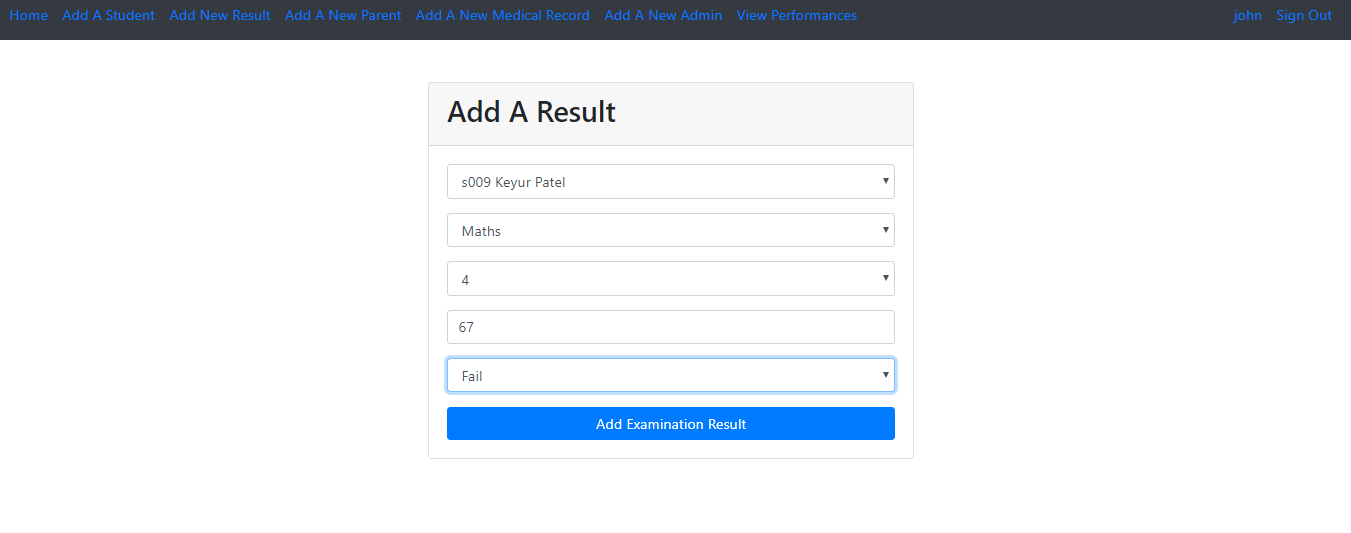 Home Add A Student Add New Result Add A New Parent Add A New Medical Record Add A New Admin View Performances john Sign Out
Add A Result
s009 Keyur Patel
Maths
4
67
Fail
Add Examination Result